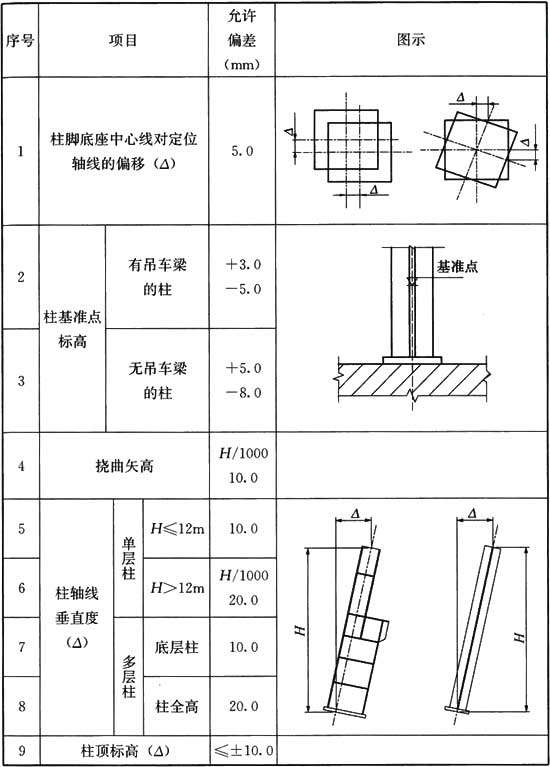 序号 项目 允许偏差（mm） 图示
1 柱脚底座中心线对定位轴线的偏移（Δ） 5.0
Δ Δ Δ Δ
2 柱基准点标高 有吊车梁的柱 +3.0 −5.0
基准点
3 无吊车梁的柱 +5.0 −8.0
4 挠曲矢高 H/1000 10.0
5 柱轴线垂直度（Δ） 单层柱 H≤12m 10.0
6 H>12m H/1000 20.0
7 多层柱 底层柱 10.0
8 柱全高 20.0
Δ H Δ H
9 柱顶标高（Δ） ≤±10.0